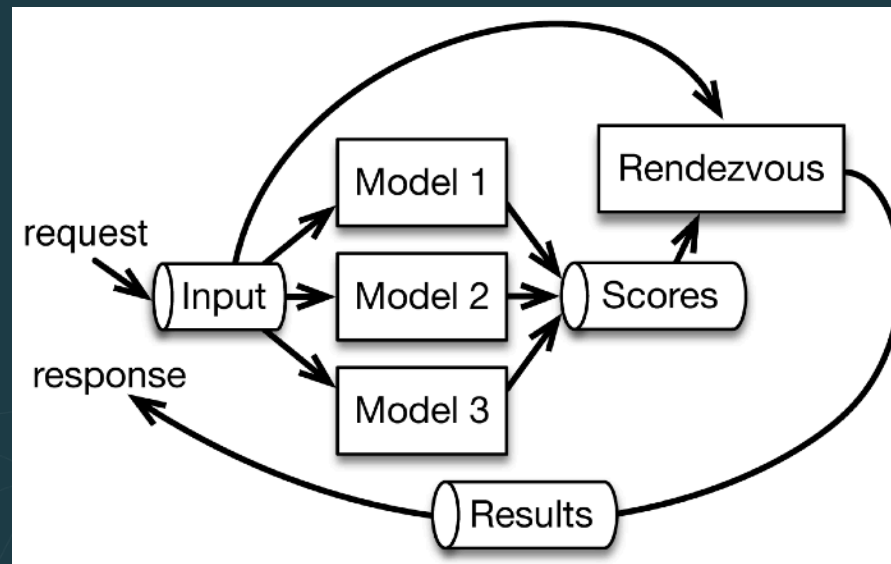 request
Input
response
Model 1
Model 2
Model 3
Scores
Rendezvous
Results